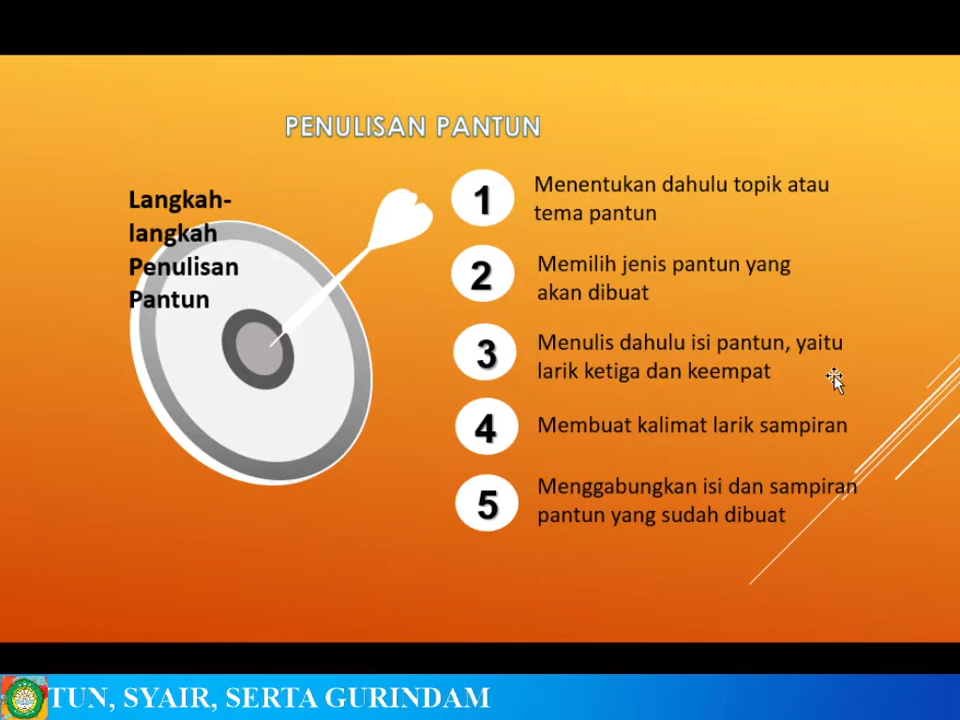 PENULISAN PANTUN
Langkah-
langkah
Penulisan
Pantun
1
Menentukan dahulu topik atau
tema pantun
2
Memilih jenis pantun yang
akan dibuat
3
Menulis dahulu isi pantun, yaitu
larik ketiga dan keempat
4
Membuat kalimat larik sampiran
5
Menggabungkan isi dan sampiran
pantun yang sudah dibuat
TUN, SYAIR, SERTA GURINDAM